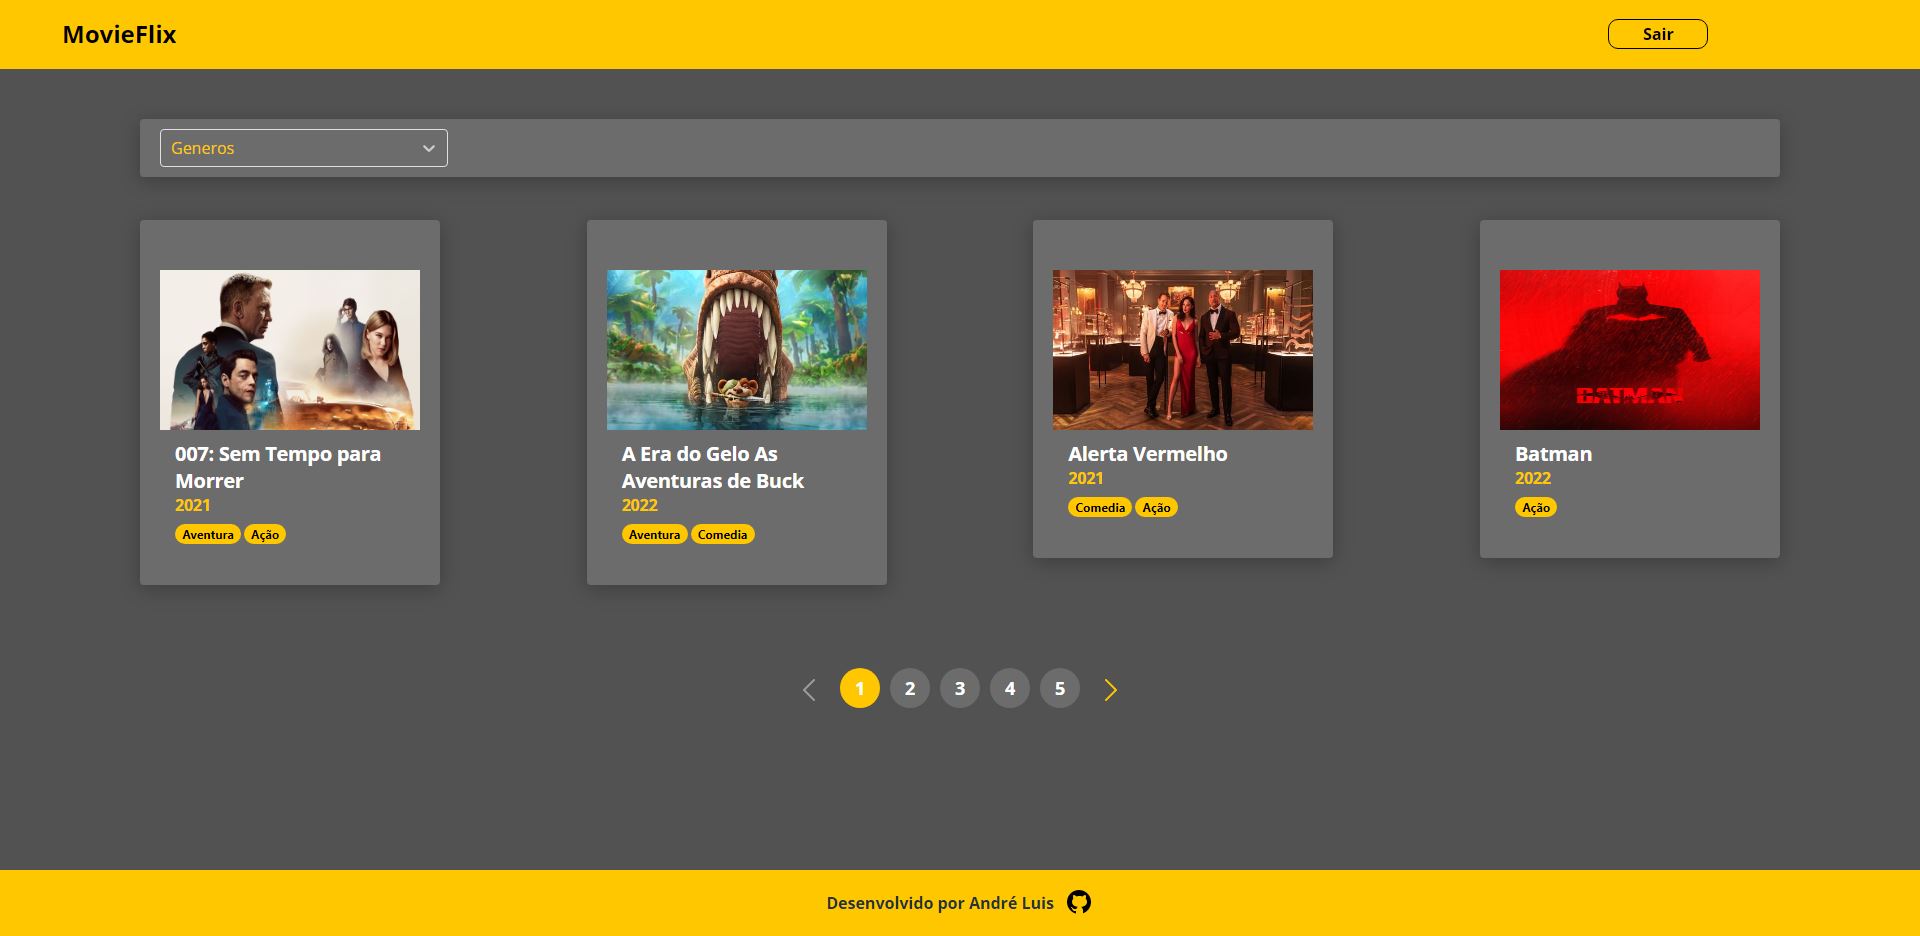 MovieFlix
Sair
Generos
007: Sem Tempo para
Morrer
2021
Aventura Ação
A Era do Gelo As
Aventuras de Buck
2022
Aventura Comedia
Alerta Vermelho
2021
Comedia Ação
BATMAN
Batman
2022
Ação
1 2 3 4 5
Desenvolvido por André Luis